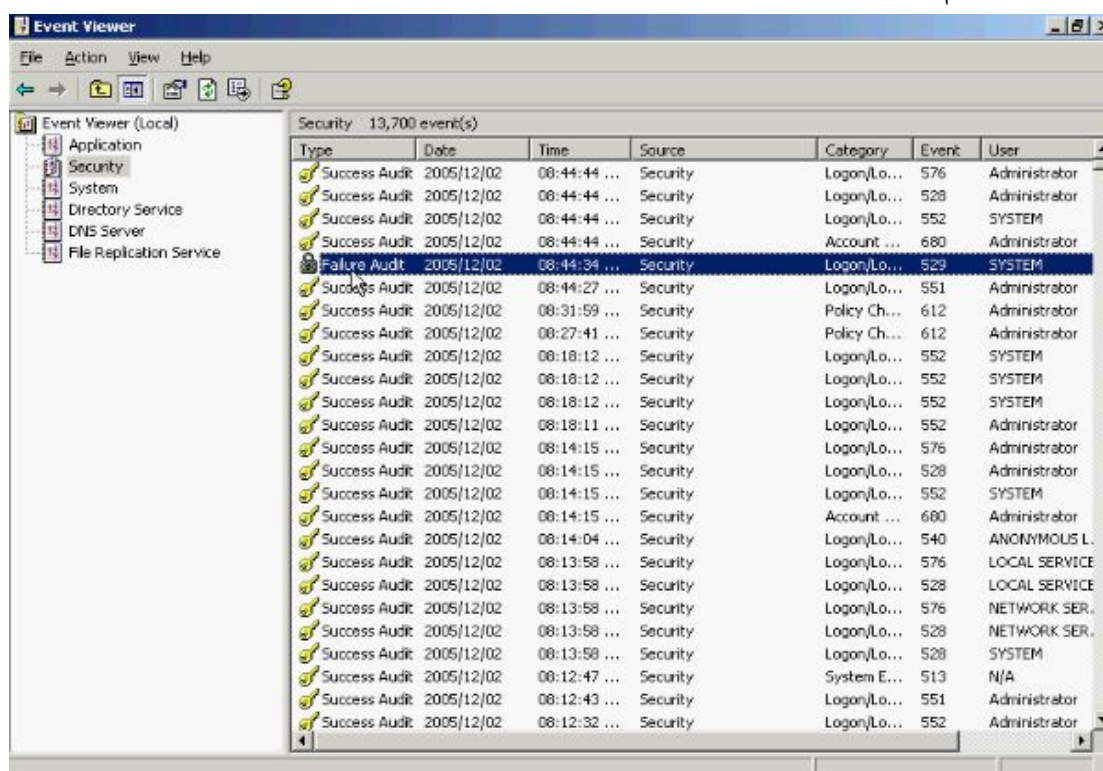 Event Viewer
File Action View Help
Event Viewer (Local)
Application
Security
System
Directory Service
DNS Server
File Replication Service
Security 13,700 event(s)
Type Date Time Source Category Event User
Success Audit 2005/12/02 08:44:44 ... Security Logon/Lo... 576 Administrator
Success Audit 2005/12/02 08:44:44 ... Security Logon/Lo... 528 Administrator
Success Audit 2005/12/02 08:44:44 ... Security Logon/Lo... 552 SYSTEM
Success Audit 2005/12/02 08:44:44 ... Security Account ... 680 Administrator
Failure Audit 2005/12/02 08:44:34 ... Security Logon/Lo... 529 SYSTEM
Success Audit 2005/12/02 08:44:27 ... Security Logon/Lo... 551 Administrator
Success Audit 2005/12/02 08:31:59 ... Security Policy Ch... 612 Administrator
Success Audit 2005/12/02 08:27:41 ... Security Policy Ch... 612 Administrator
Success Audit 2005/12/02 08:18:12 ... Security Logon/Lo... 552 SYSTEM
Success Audit 2005/12/02 08:18:12 ... Security Logon/Lo... 552 SYSTEM
Success Audit 2005/12/02 08:18:12 ... Security Logon/Lo... 552 SYSTEM
Success Audit 2005/12/02 08:18:11 ... Security Logon/Lo... 552 Administrator
Success Audit 2005/12/02 08:14:15 ... Security Logon/Lo... 576 Administrator
Success Audit 2005/12/02 08:14:15 ... Security Logon/Lo... 528 Administrator
Success Audit 2005/12/02 08:14:15 ... Security Logon/Lo... 552 SYSTEM
Success Audit 2005/12/02 08:14:15 ... Security Account ... 680 Administrator
Success Audit 2005/12/02 08:14:04 ... Security Logon/Lo... 540 ANONYMOUS L.
Success Audit 2005/12/02 08:13:58 ... Security Logon/Lo... 576 LOCAL SERVICE
Success Audit 2005/12/02 08:13:58 ... Security Logon/Lo... 528 LOCAL SERVICE
Success Audit 2005/12/02 08:13:58 ... Security Logon/Lo... 576 NETWORK SER.
Success Audit 2005/12/02 08:13:58 ... Security Logon/Lo... 528 NETWORK SER.
Success Audit 2005/12/02 08:13:58 ... Security Logon/Lo... 528 SYSTEM
Success Audit 2005/12/02 08:12:47 ... Security System E... 513 N/A
Success Audit 2005/12/02 08:12:43 ... Security Logon/Lo... 551 Administrator
Success Audit 2005/12/02 08:12:32 ... Security Logon/Lo... 552 Administrator